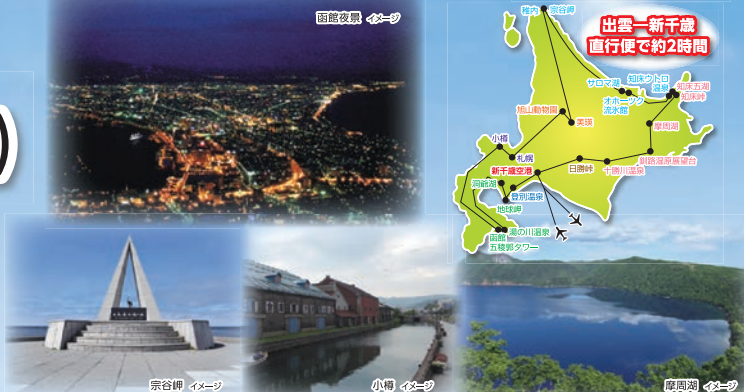 函館夜景 イメージ
出雲－新千歳
直行便で約2時間
稚内
宗谷岬
サロマ湖
知床ウトロ
温泉
知床五湖
知床峠
オホーツク
流氷館
旭山動物園
美瑛
摩周湖
小樽
札幌
釧路湿原展望台
新千歳空港
日勝峠
十勝川温泉
洞爺湖
登別温泉
地球岬
函館
湯の川温泉
五稜郭タワー
宗谷岬 イメージ
小樽 イメージ
摩周湖 イメージ